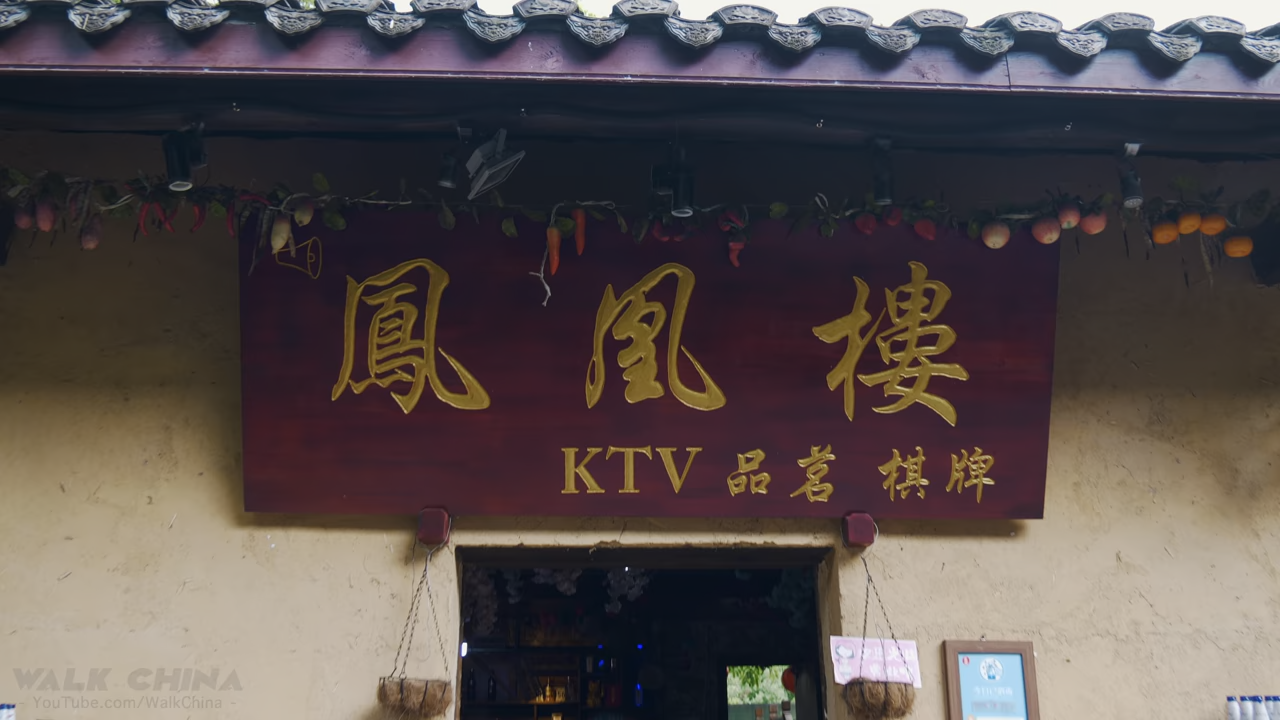 鳳凰樓
KTV 品茗 棋牌
WALK CHINA
- YouTube.com/WalkChina -